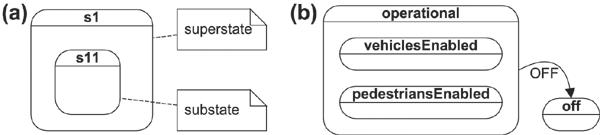 (a)
s1
superstate
s11
substate
(b)
operational
vehiclesEnabled
pedestriansEnabled
OFF
off